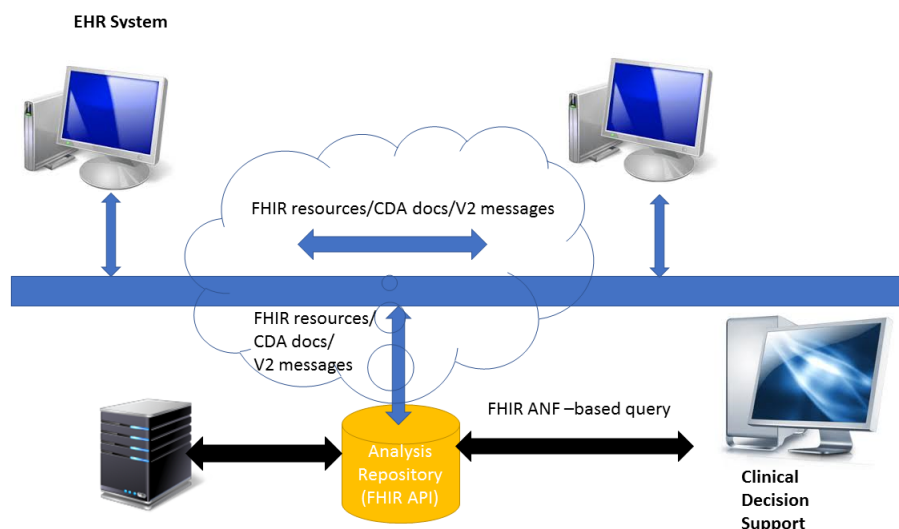 EHR System
FHIR resources/CDA docs/V2 messages
FHIR resources/
CDA docs/
V2 messages
FHIR ANF –based query
Analysis
Repository
(FHIR API)
Clinical
Decision
Support